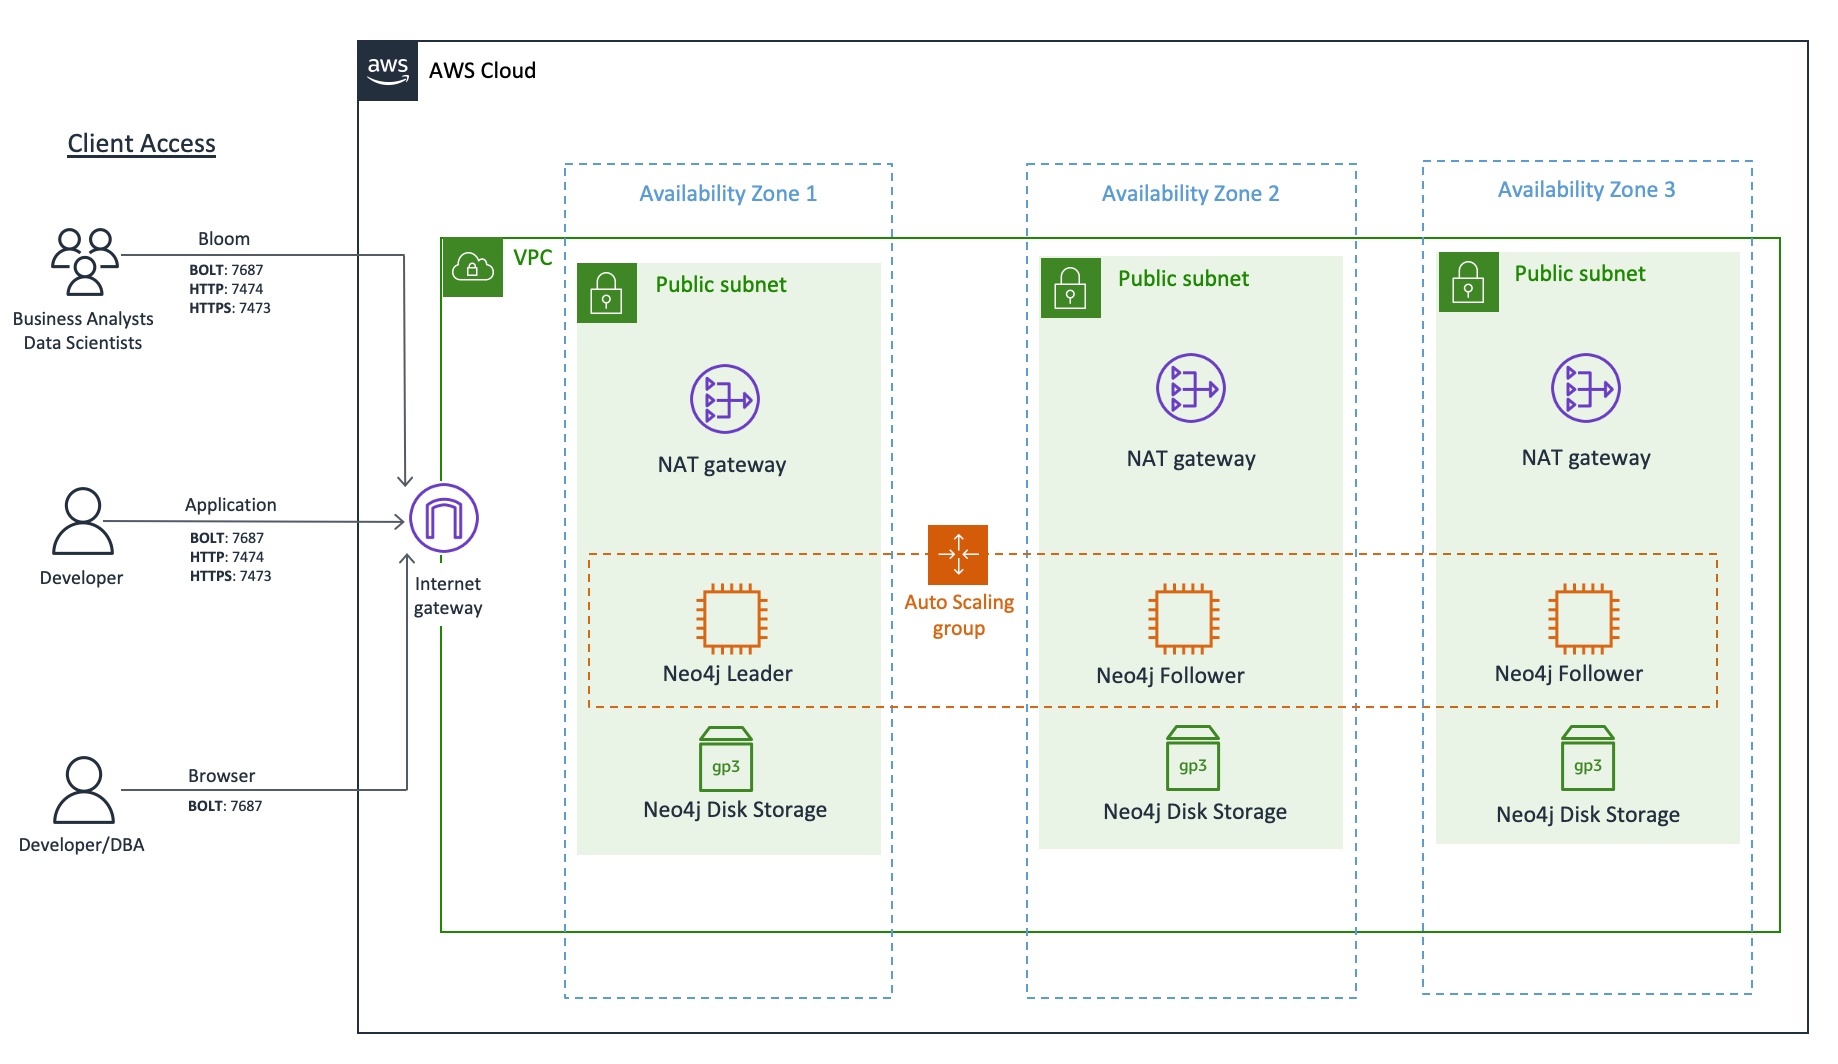 aws
AWS Cloud
Client Access
Bloom
BOLT: 7687
HTTP: 7474
HTTPS: 7473
Business Analysts
Data Scientists
Application
BOLT: 7687
HTTP: 7474
HTTPS: 7473
Developer
Browser
BOLT: 7687
Developer/DBA
Internet
gateway
VPC
Availability Zone 1
Public subnet
NAT gateway
Neo4j Leader
gp3
Neo4j Disk Storage
Auto Scaling
group
Availability Zone 2
Public subnet
NAT gateway
Neo4j Follower
gp3
Neo4j Disk Storage
Availability Zone 3
Public subnet
NAT gateway
Neo4j Follower
gp3
Neo4j Disk Storage